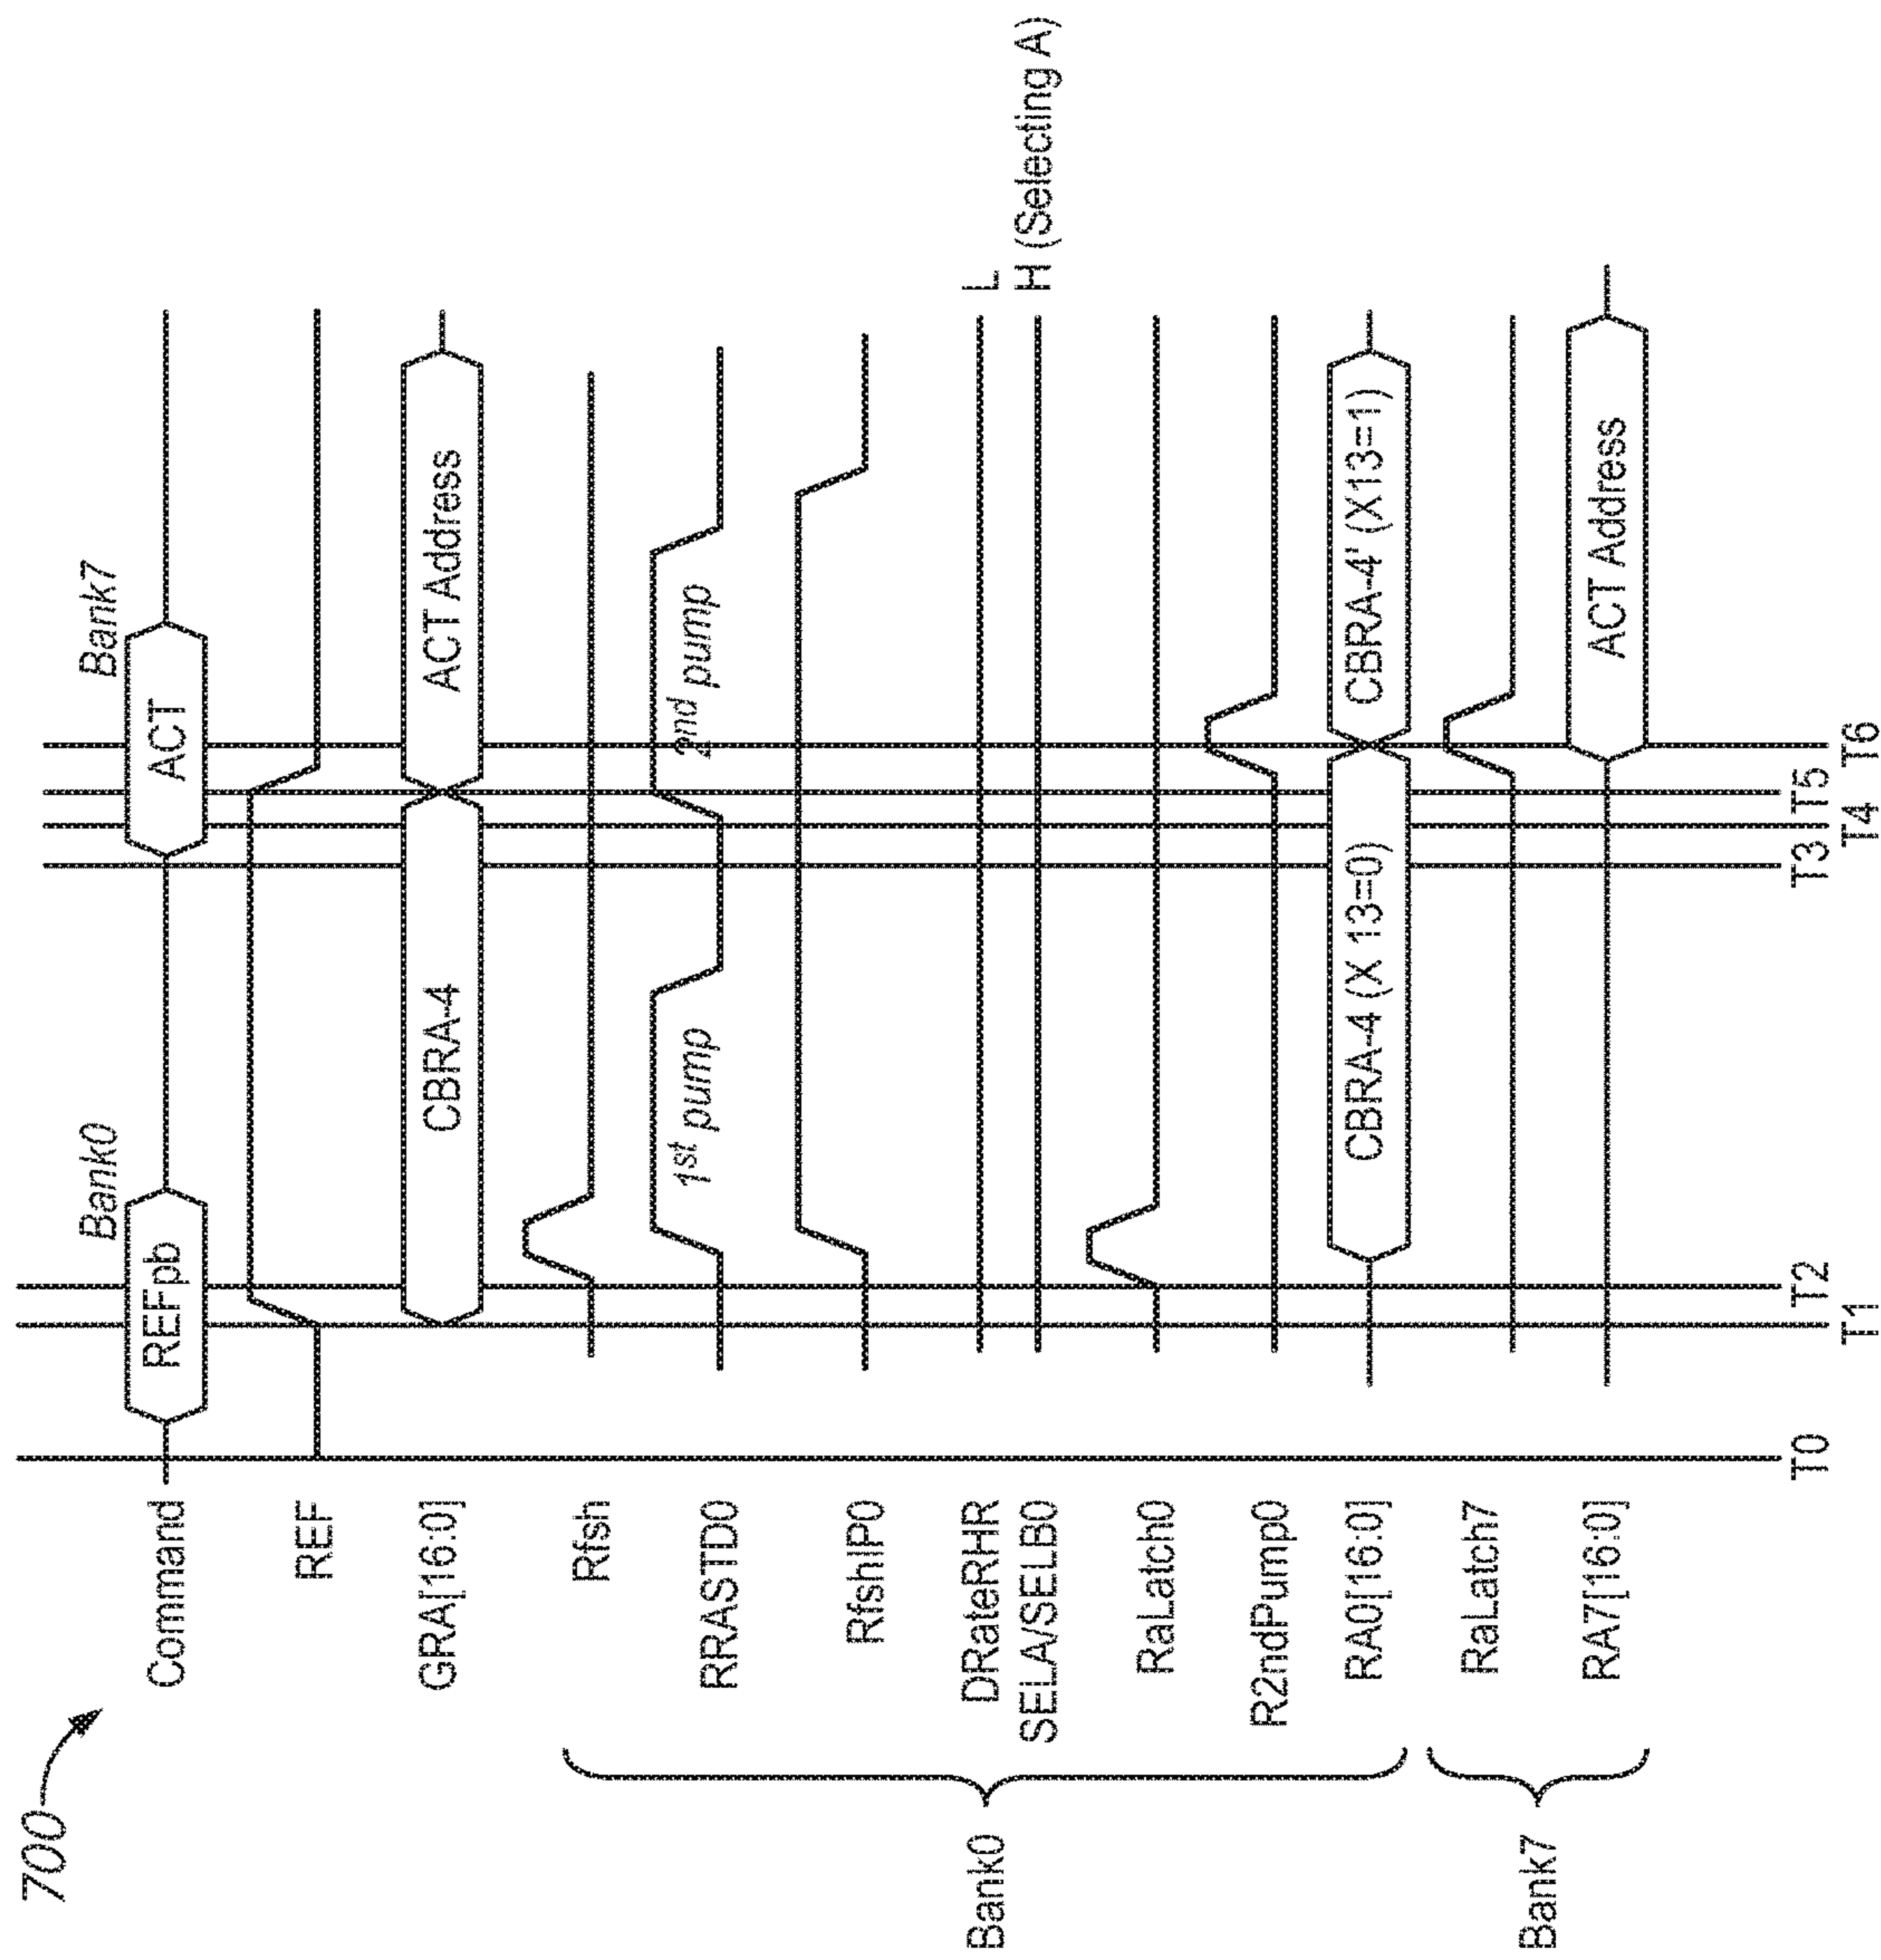 700
Command REFpb Bank0 ACT Bank7
REF
GRA[16:0] CBRA-4 ACT Address
Rfsh
RRASTD0 1st pump 2nd pump
RfshIP0
DRateRHR L
SELA/SELB0 H (Selecting A)
RaLatch0
R2ndPump0
RA0[16:0] CBRA-4 (X 13=0) CBRA-4' (X13=1)
RaLatch7
RA7[16:0] ACT Address
Bank0
Bank7
T0 T1 T2 T3 T4 T5 T6